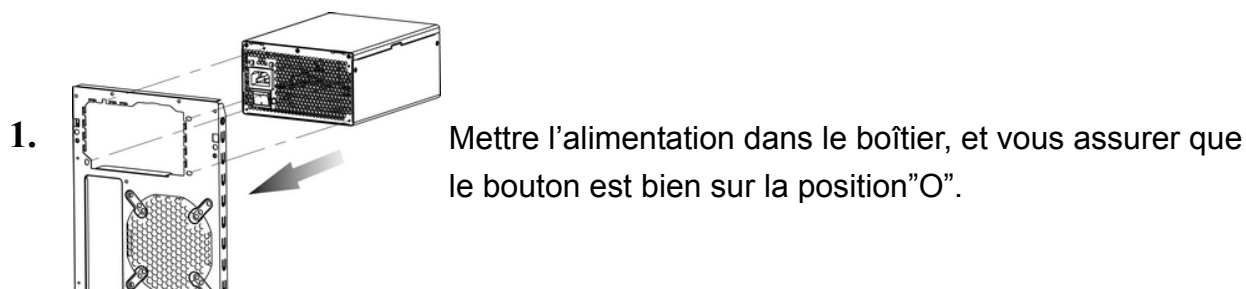 1.
Mettre l’alimentation dans le boîtier, et vous assurer que
le bouton est bien sur la position”O”.